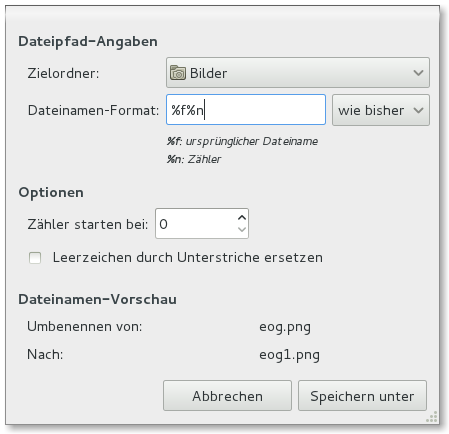 Dateipfad-Angaben
Zielordner: Bilder
Dateinamen-Format: %f%n wie bisher
%f: ursprünglicher Dateiname
%n: Zähler
Optionen
Zähler starten bei: 0
Leerzeichen durch Unterstriche ersetzen
Dateinamen-Vorschau
Umbenennen von: eog.png
Nach: eog1.png
Abbrechen Speichern unter